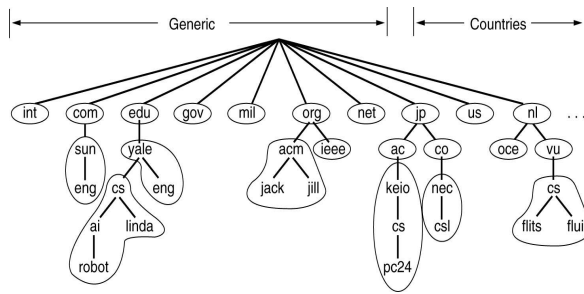 Generic Countries
int com edu gov mil org net jp us nl ...
sun yale acm ieee ac co oce vu
eng cs eng jack jill keio nec cs
ai linda cs csl flits flui
robot pc24